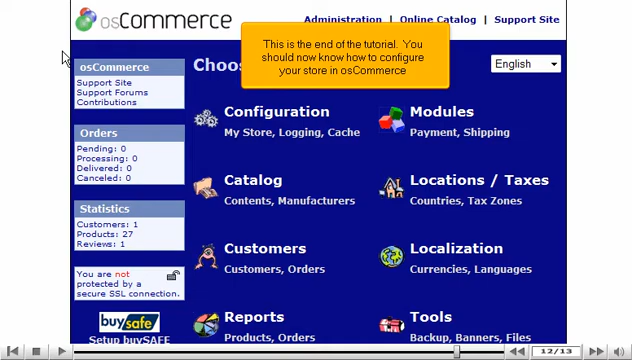 osCommerce
Administration | Online Catalog | Support Site
This is the end of the tutorial. You
should now know how to configure
your store in osCommerce
Choo
English
osCommerce
Support Site
Support Forums
Contributions
Orders
Pending: 0
Processing: 0
Delivered: 0
Canceled: 0
Statistics
Customers: 1
Products: 27
Reviews: 1
You are not
protected by a
secure SSL connection.
buySAFE
Setup buySAFE
Configuration
My Store, Logging, Cache
Modules
Payment, Shipping
Catalog
Contents, Manufacturers
Locations / Taxes
Countries, Tax Zones
Customers
Customers, Orders
Localization
Currencies, Languages
Reports
Products, Orders
Tools
Backup, Banners, Files
12/13